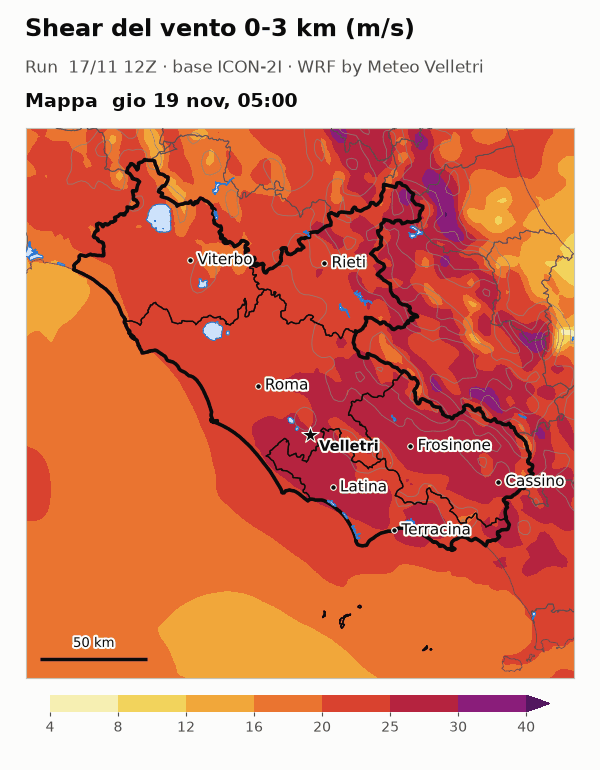 Shear del vento 0-3 km (m/s)
Run  17/11 12Z · base ICON-2I · WRF by Meteo Velletri
Mappa  gio 19 nov, 05:00
Viterbo
Rieti
Roma
Velletri
Frosinone
Cassino
Latina
Terracina
50 km
4 8 12 16 20 25 30 40